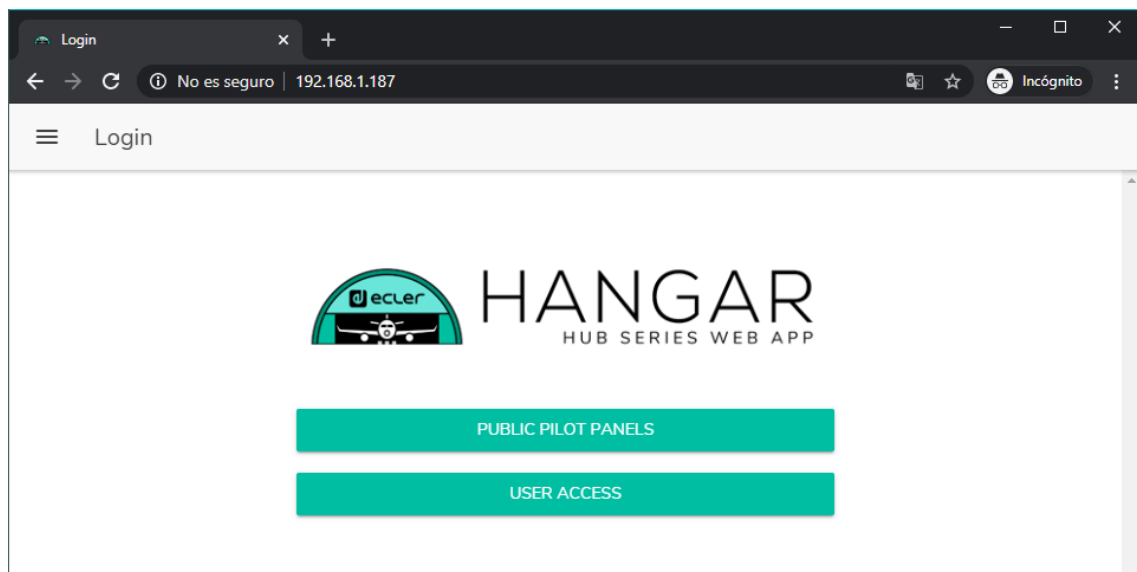 Login
No es seguro 192.168.1.187 Incógnito
Login
ecler
HANGAR
HUB SERIES WEB APP
PUBLIC PILOT PANELS
USER ACCESS